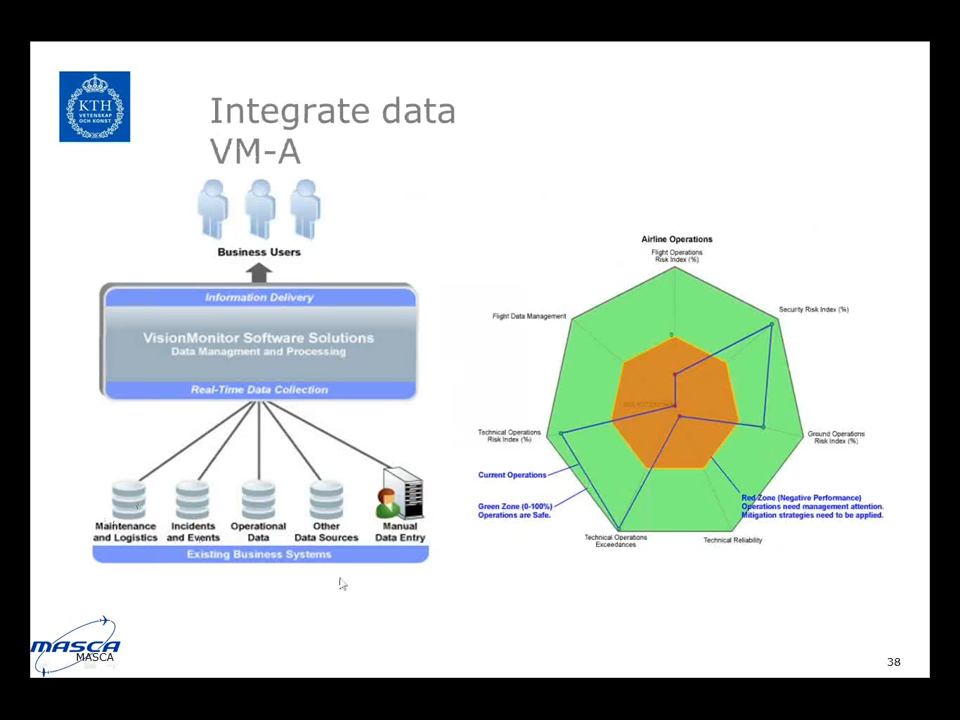 KTH
VETENSKAP
OCH KONST
Integrate data
VM-A
Business Users
Information Delivery
VisionMonitor Software Solutions
Data Managment and Processing
Real-Time Data Collection
Maintenance
and Logistics
Incidents
and Events
Operational
Data
Other
Data Sources
Manual
Data Entry
Existing Business Systems
Airline Operations
Flight Operations
Risk Index (%)
Flight Data Management
Security Risk Index (%)
0
Technical Operations
Risk Index (%)
Ground Operations
Risk Index (%)
Current Operations
Green Zone (0-100%)
Operations are Safe.
Red Zone (Negative Performance)
Operations need management attention.
Mitigation strategies need to be applied.
Technical Operations
Exceedances
Technical Reliability
MASCA
MASCA
38